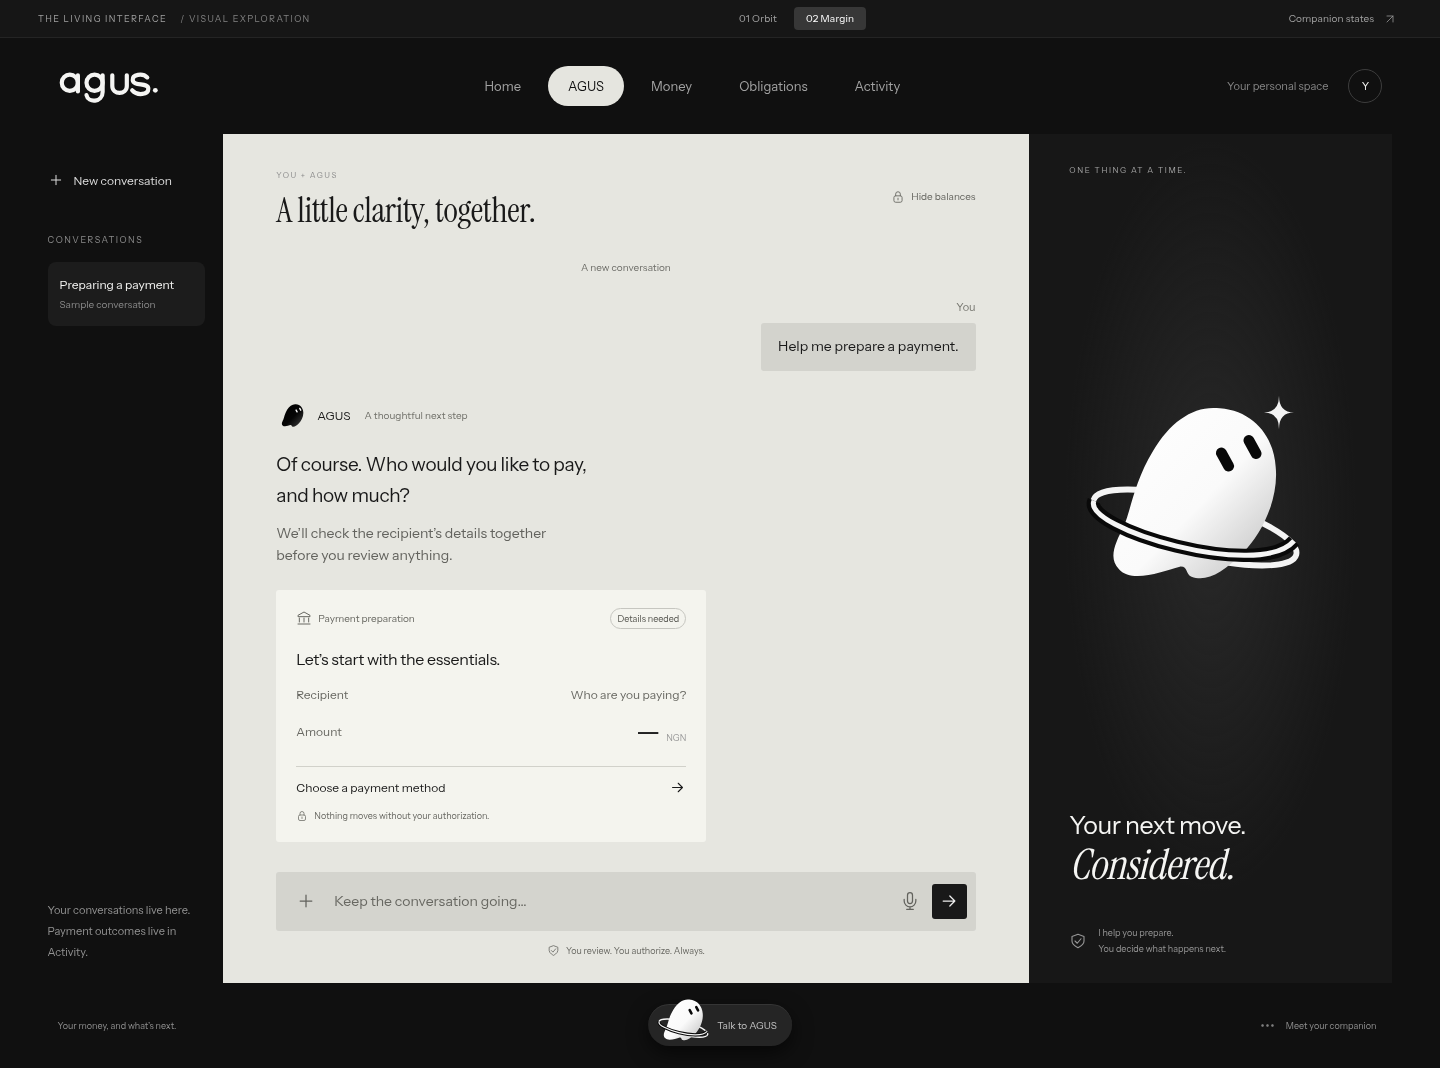 THE LIVING INTERFACE / VISUAL EXPLORATION
01 Orbit
02 Margin
Companion states
agus.
Home
AGUS
Money
Obligations
Activity
Your personal space
Y
New conversation
CONVERSATIONS
Preparing a payment
Sample conversation
Your conversations live here.
Payment outcomes live in
Activity.
YOU + AGUS
A little clarity, together.
Hide balances
A new conversation
You
Help me prepare a payment.
AGUS
A thoughtful next step
Of course. Who would you like to pay,
and how much?
We'll check the recipient's details together
before you review anything.
Payment preparation
Details needed
Let's start with the essentials.
Recipient
Who are you paying?
Amount
— NGN
Choose a payment method
Nothing moves without your authorization.
Keep the conversation going...
You review. You authorize. Always.
ONE THING AT A TIME.
Your next move.
Considered.
I help you prepare.
You decide what happens next.
Your money, and what's next.
Talk to AGUS
Meet your companion